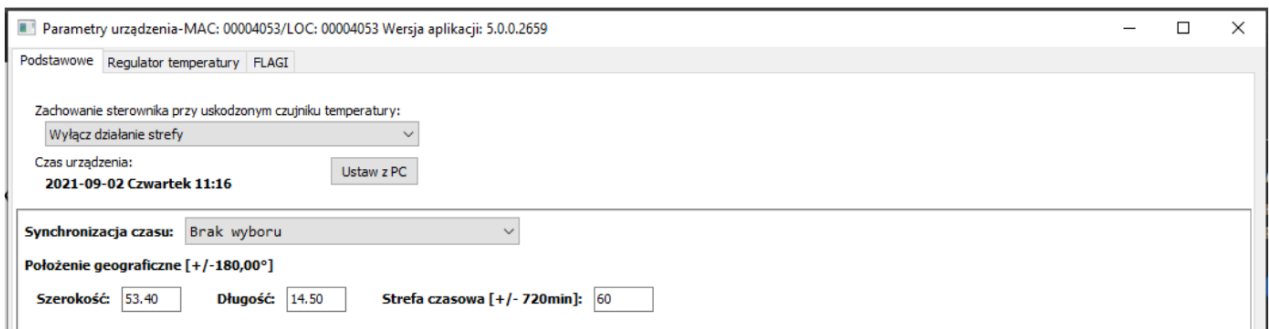 Parametry urządzenia-MAC: 00004053/LOC: 00004053 Wersja aplikacji: 5.0.0.2659
Podstawowe Regulator temperatury FLAGI
Zachowanie sterownika przy uskodzonym czujniku temperatury:
Wyłącz działanie strefy
Czas urządzenia:
Ustaw z PC
2021-09-02 Czwartek 11:16
Synchronizacja czasu: Brak wyboru
Położenie geograficzne [+/-180,00°]
Szerokość: 53.40 Długość: 14.50 Strefa czasowa [+/- 720min]: 60